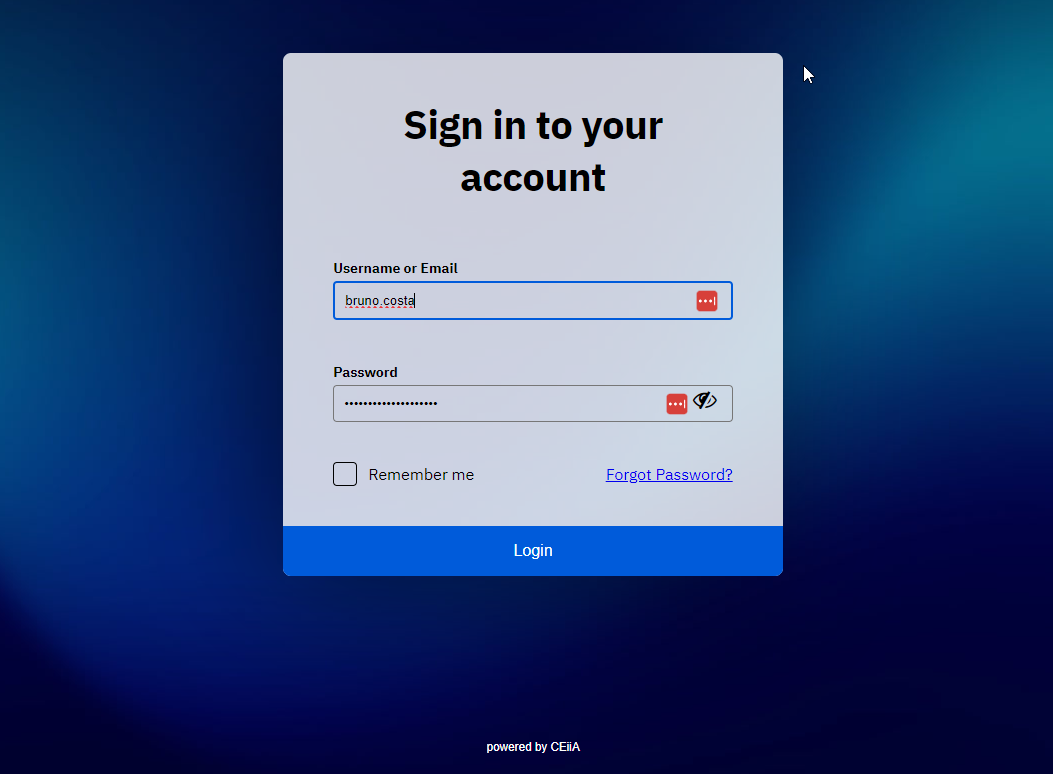 Sign in to your
account
Username or Email
bruno.costa
Password
••••••••••••••••••••
Remember me
Forgot Password?
Login
powered by CEiiA